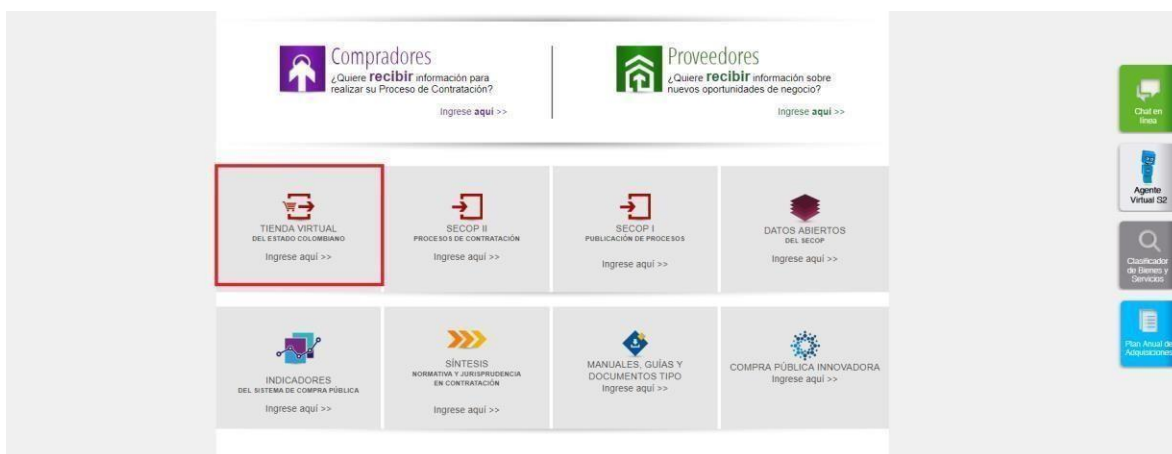 Compradores
¿Quiere recibir información para
realizar su Proceso de Contratación?
Ingrese aquí >>
Proveedores
¿Quiere recibir información sobre
nuevos oportunidades de negocio?
Ingrese aquí >>
TIENDA VIRTUAL
DEL ESTADO COLOMBIANO
Ingrese aquí >>
SECOP II
PROCESOS DE CONTRATACIÓN
Ingrese aquí >>
SECOP I
PUBLICACIÓN DE PROCESOS
Ingrese aquí >>
DATOS ABIERTOS
DEL SECOP
Ingrese aquí >>
INDICADORES
DEL SISTEMA DE COMPRA PÚBLICA
Ingrese aquí >>
SÍNTESIS
NORMATIVA Y JURISPRUDENCIA
EN CONTRATACIÓN
Ingrese aquí >>
MANUALES, GUÍAS Y
DOCUMENTOS TIPO
Ingrese aquí >>
COMPRA PÚBLICA INNOVADORA
Ingrese aquí >>
Chat en
línea
Agente
Virtual S2
Clasificador
de Bienes y
Servicios
Plan Anual de
Adquisiciones